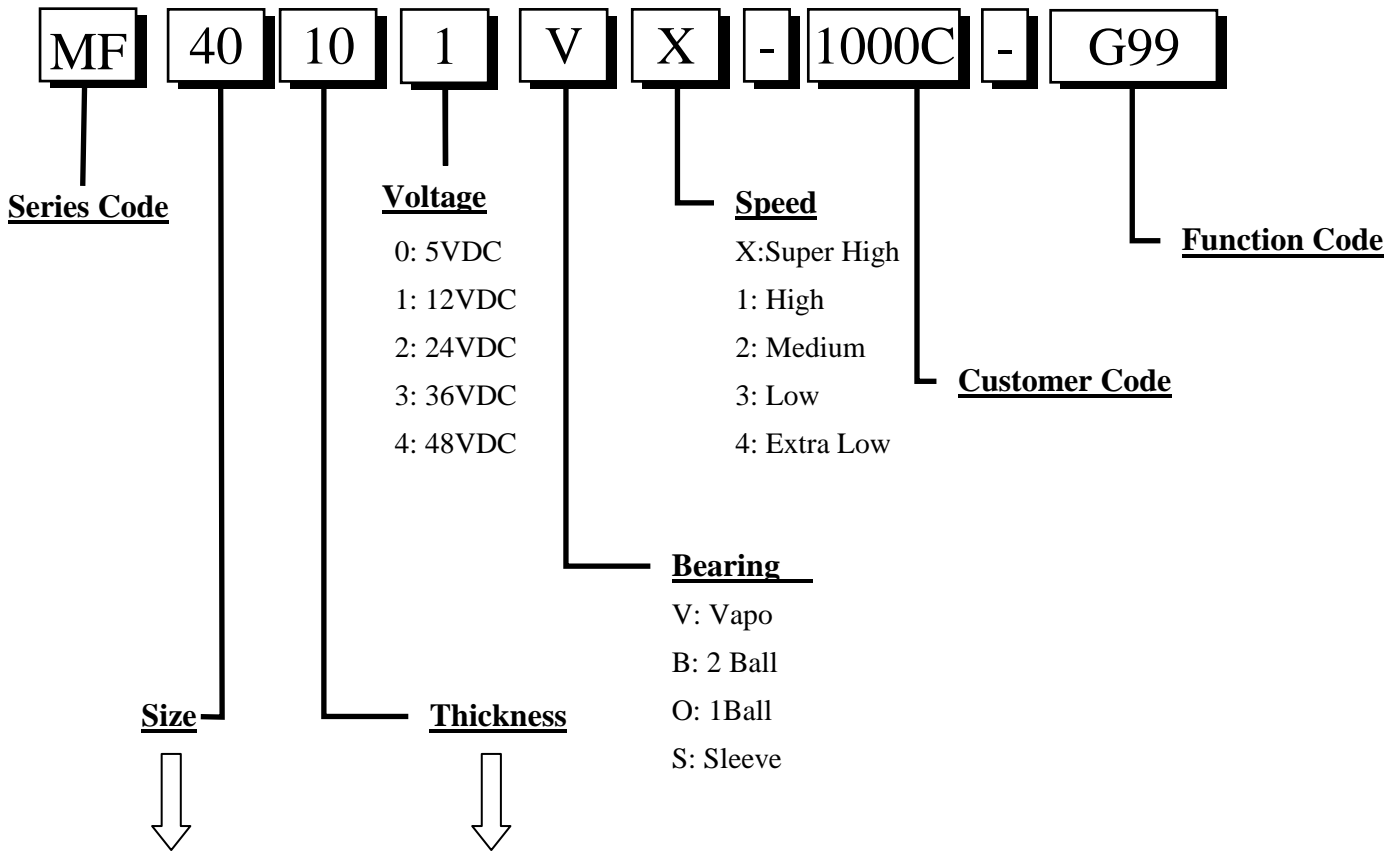 MF 40 10 1 V X - 1000C - G99
Series Code
Voltage
0: 5VDC
1: 12VDC
2: 24VDC
3: 36VDC
4: 48VDC
Speed
X:Super High
1: High
2: Medium
3: Low
4: Extra Low
Function Code
Customer Code
Bearing
V: Vapo
B: 2 Ball
O: 1Ball
S: Sleeve
Size
Thickness